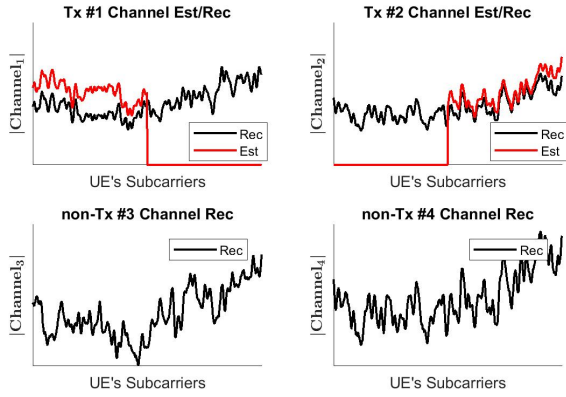 Tx #1 Channel Est/Rec
|Channel₁|
Rec
Est
UE's Subcarriers
Tx #2 Channel Est/Rec
|Channel₂|
Rec
Est
UE's Subcarriers
non-Tx #3 Channel Rec
|Channel₃|
Rec
UE's Subcarriers
non-Tx #4 Channel Rec
|Channel₄|
Rec
UE's Subcarriers